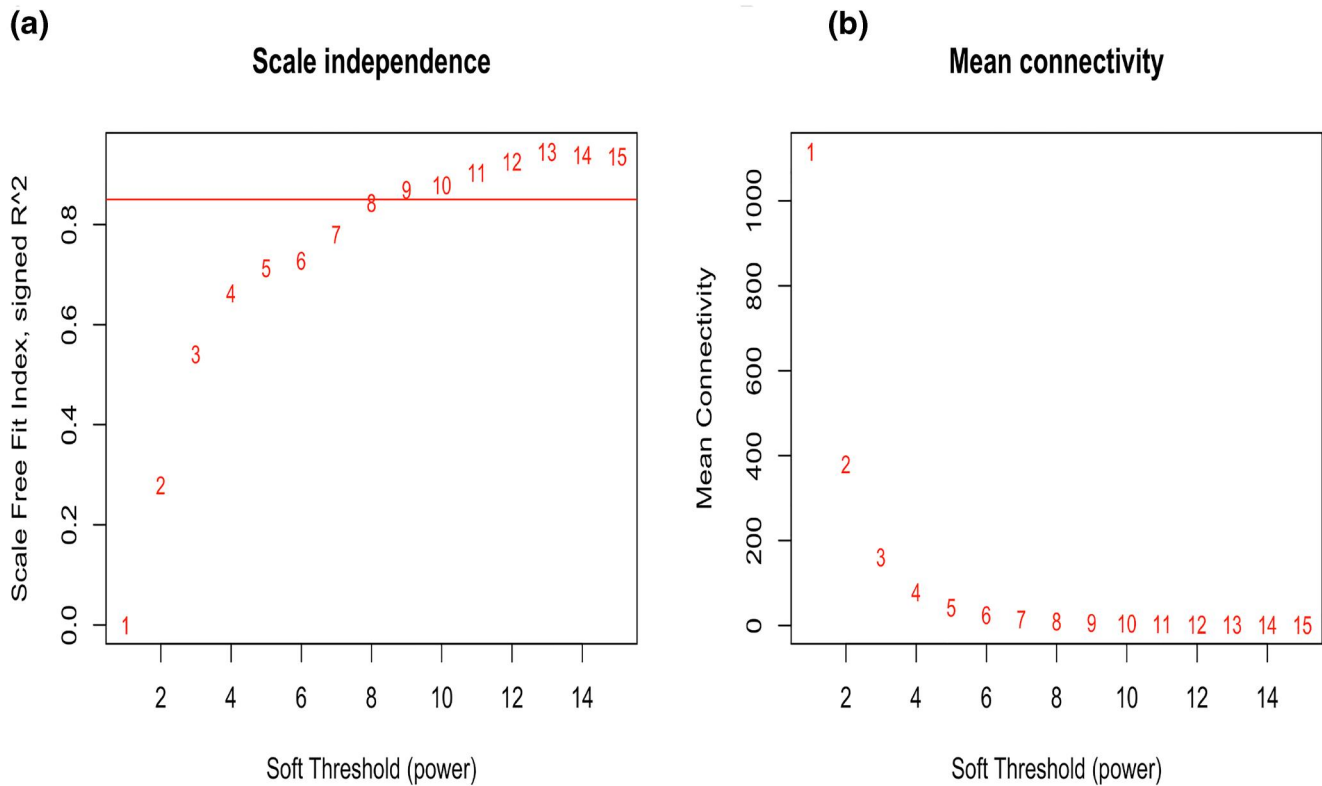 (a)
Scale independence
Scale Free Fit Index, signed R^2
0.0 0.2 0.4 0.6 0.8
1 2 3 4 5 6 7 8 9 10 11 12 13 14 15
2 4 6 8 10 12 14
Soft Threshold (power)
(b)
Mean connectivity
Mean Connectivity
0 200 400 600 800 1000
1 2 3 4 5 6 7 8 9 10 11 12 13 14 15
2 4 6 8 10 12 14
Soft Threshold (power)